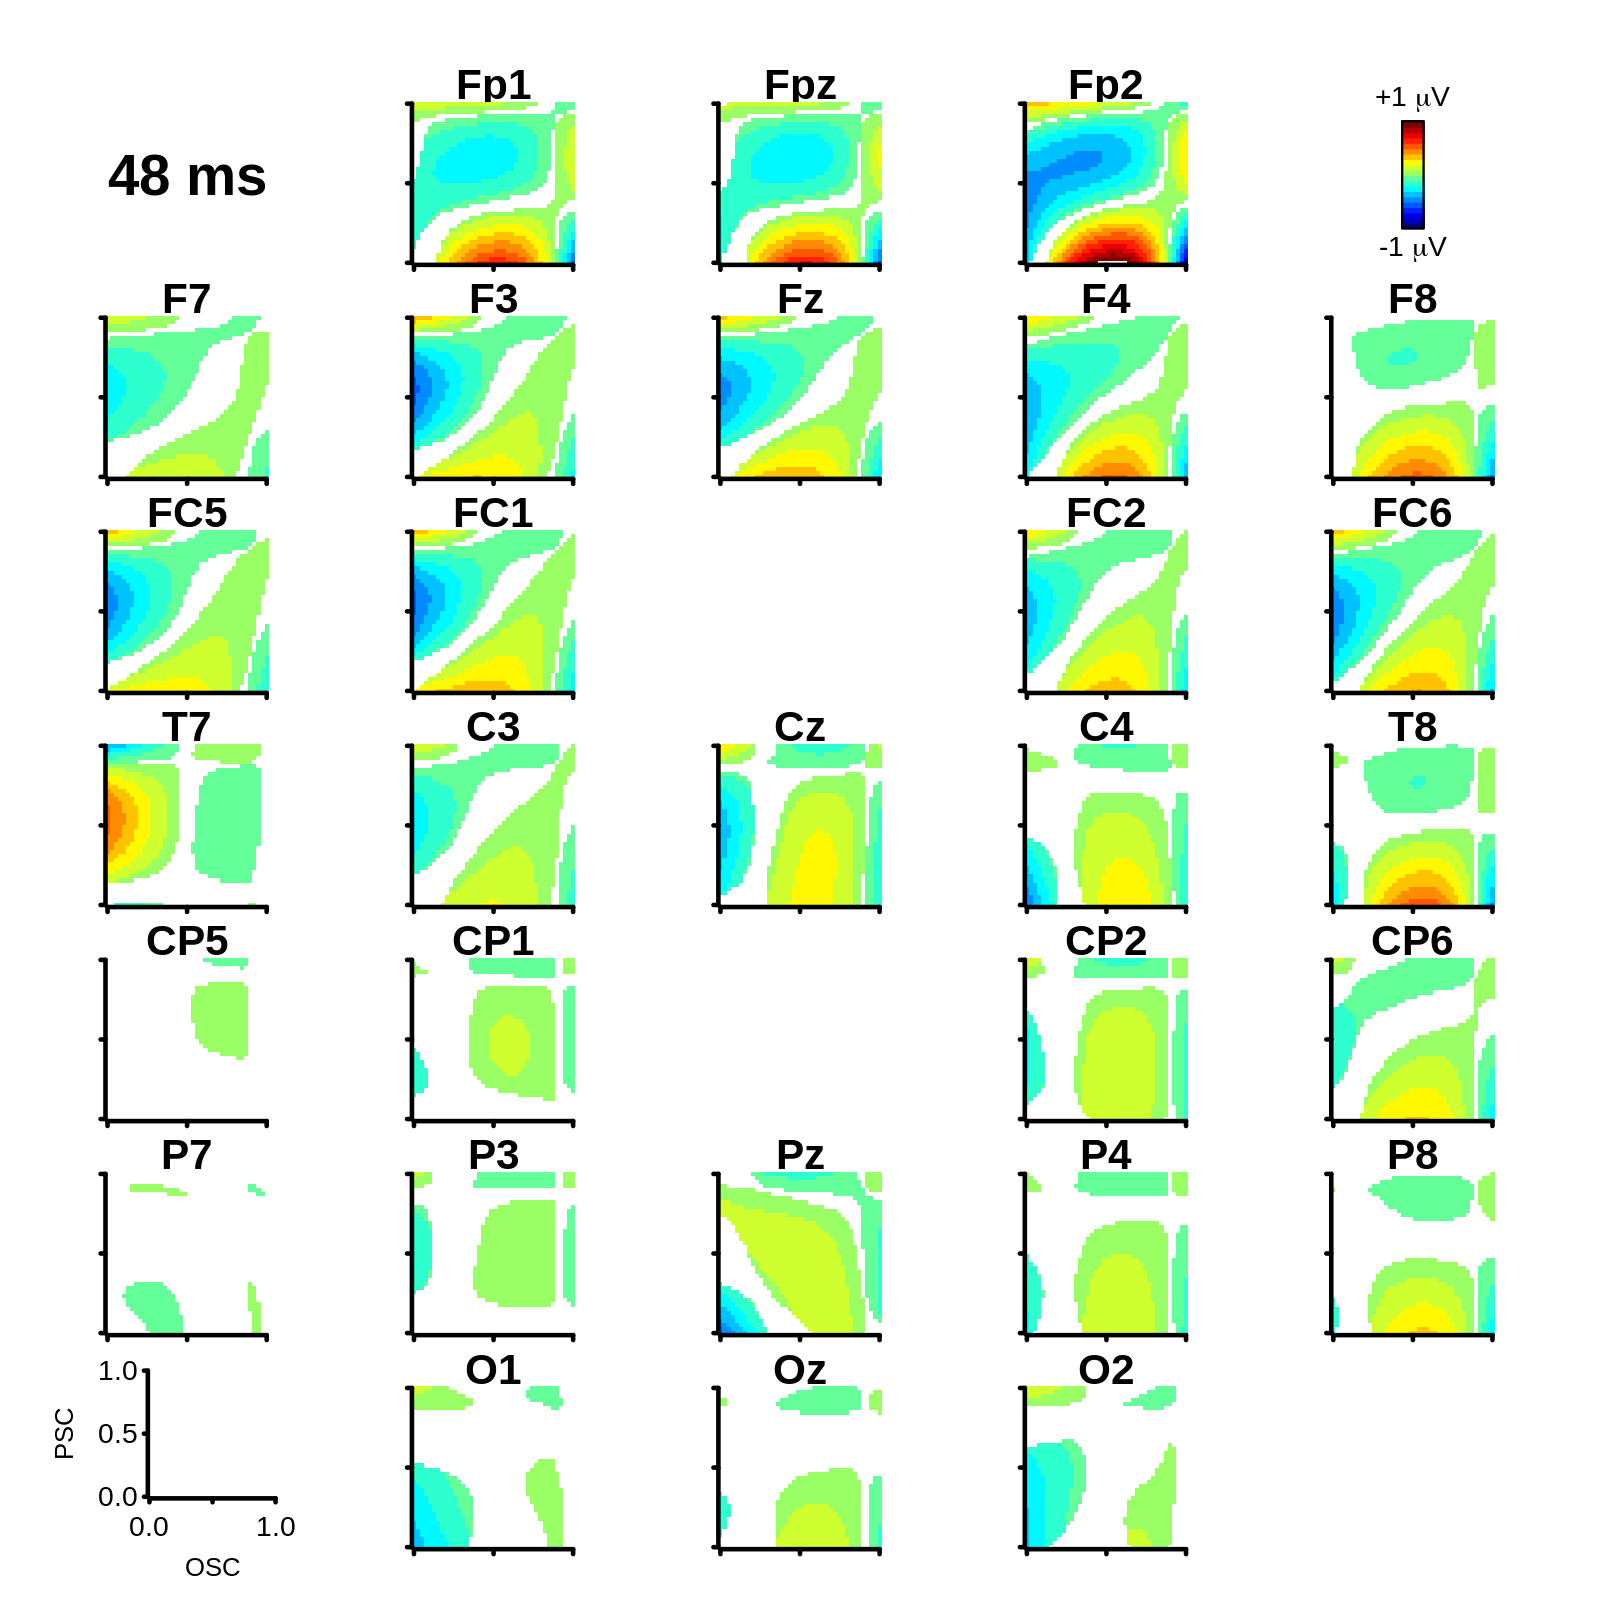 Fp1 Fpz Fp2
+1 μV
48 ms
-1 μV
F7 F3 Fz F4 F8
FC5 FC1 FC2 FC6
T7 C3 Cz C4 T8
CP5 CP1 CP2 CP6
P7 P3 Pz P4 P8
O1 Oz O2
1.0
PSC
0.5
0.0
0.0 1.0
OSC